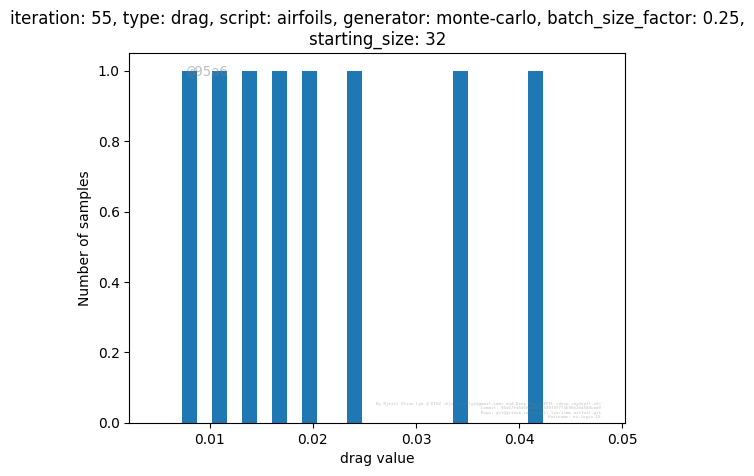 iteration: 55, type: drag, script: airfoils, generator: monte-carlo, batch_size_factor: 0.25,
starting_size: 32
@95a6
1.0
0.8
0.6
0.4
0.2
0.0
Number of samples
0.01
0.02
0.03
0.04
0.05
drag value